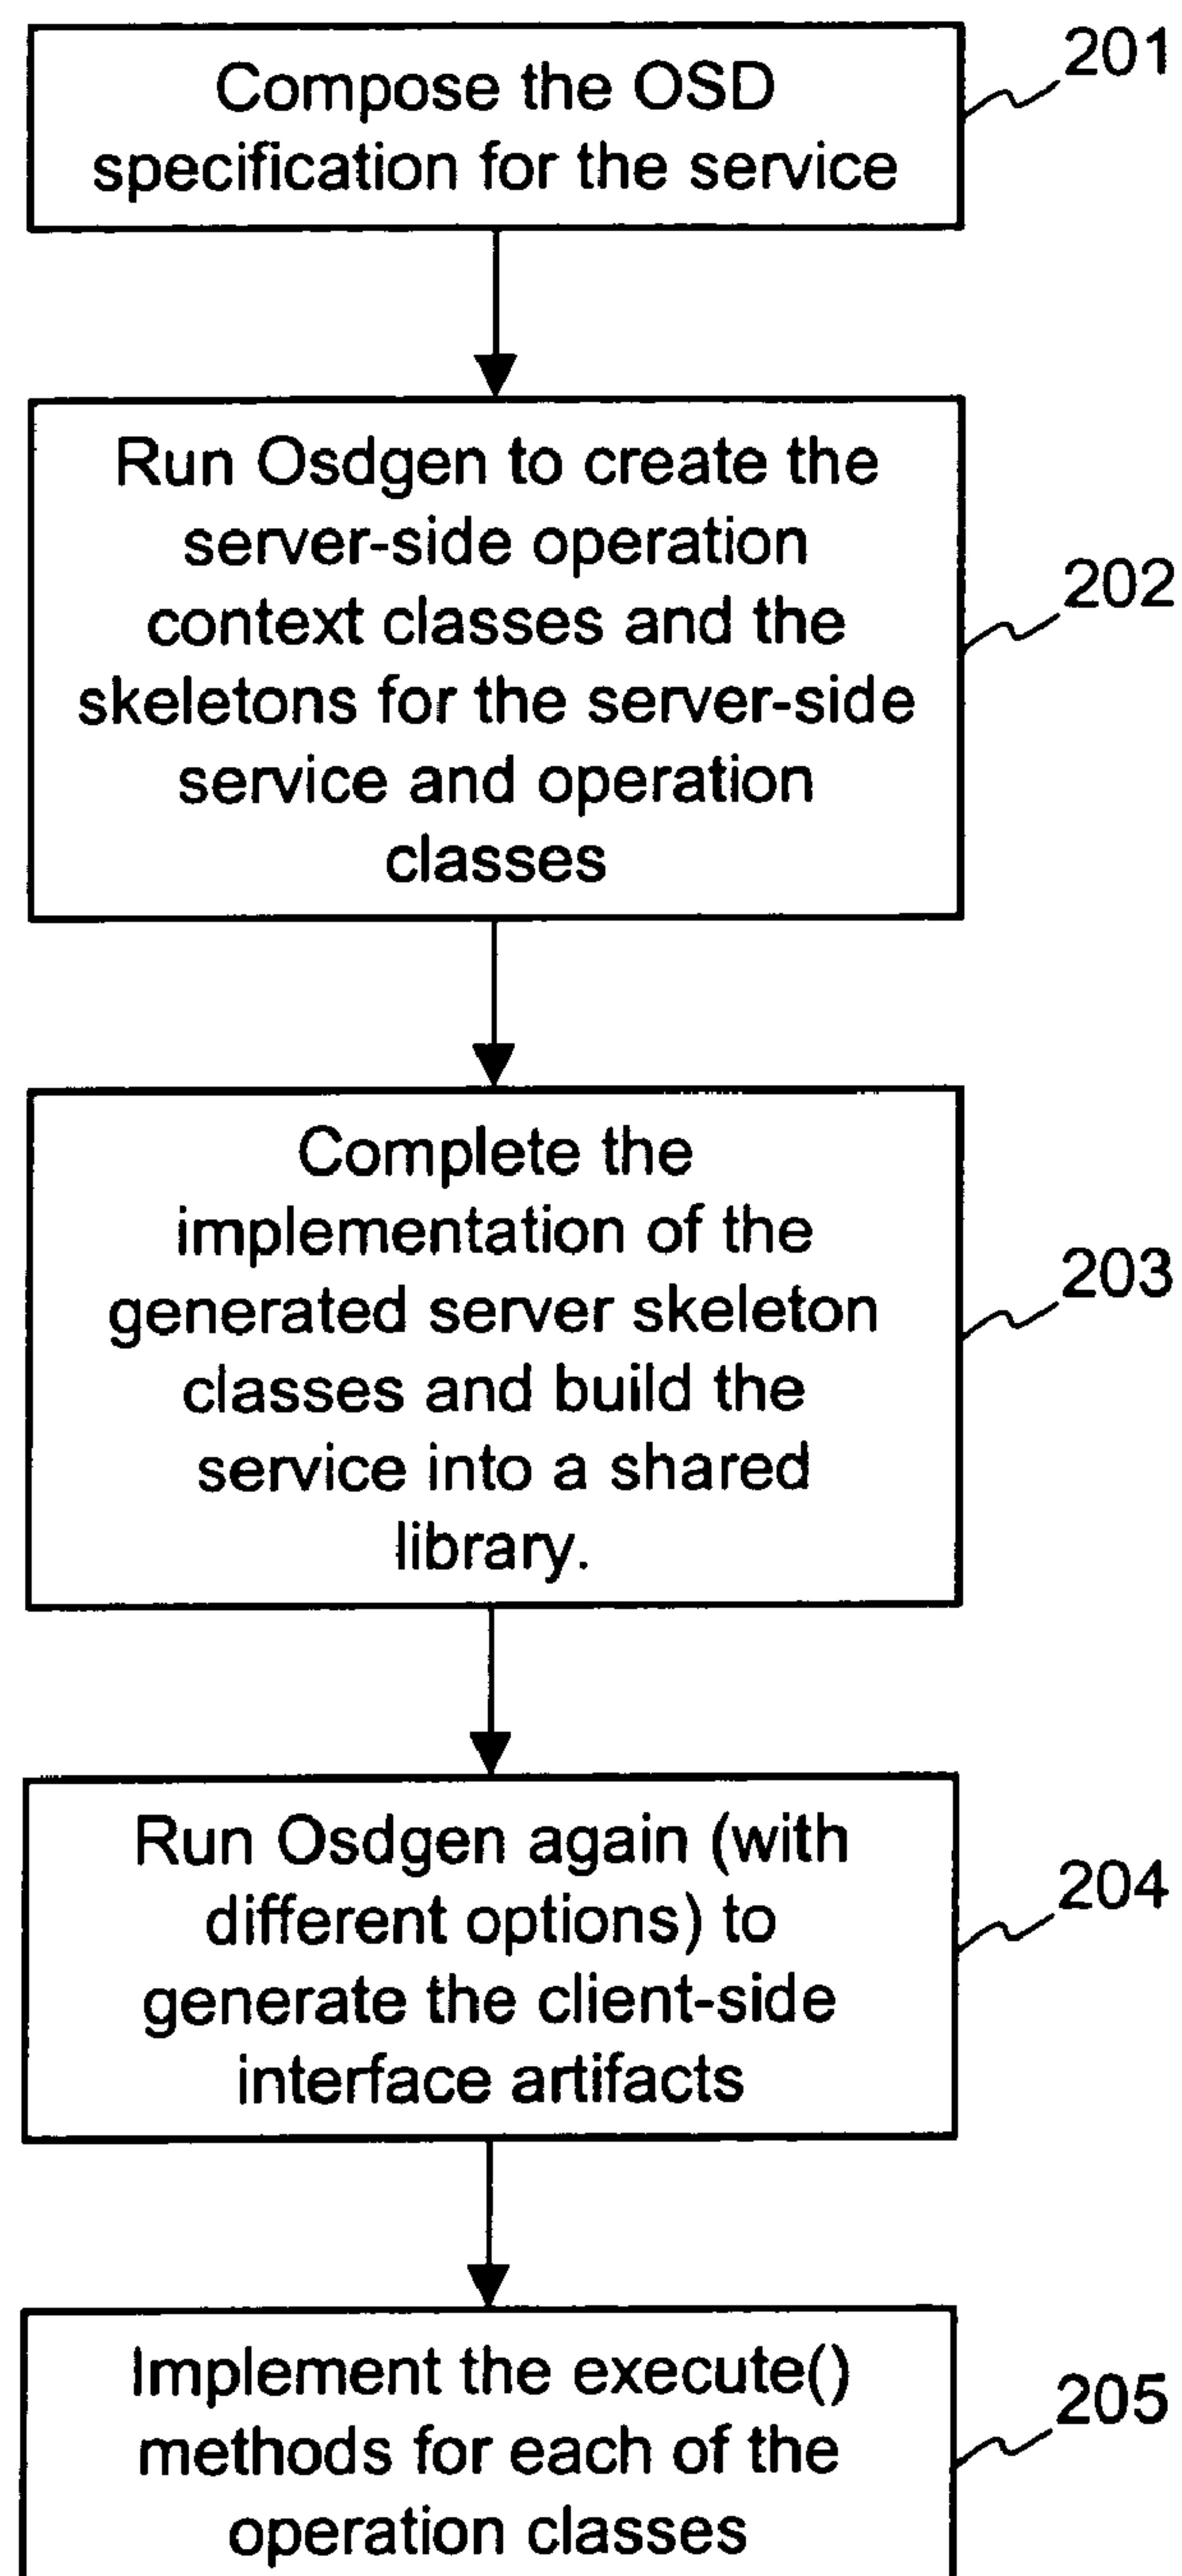 Compose the OSD
specification for the service
201
Run Osdgen to create the
server-side operation
context classes and the
skeletons for the server-side
service and operation
classes
202
Complete the
implementation of the
generated server skeleton
classes and build the
service into a shared
library.
203
Run Osdgen again (with
different options) to
generate the client-side
interface artifacts
204
Implement the execute()
methods for each of the
operation classes
205